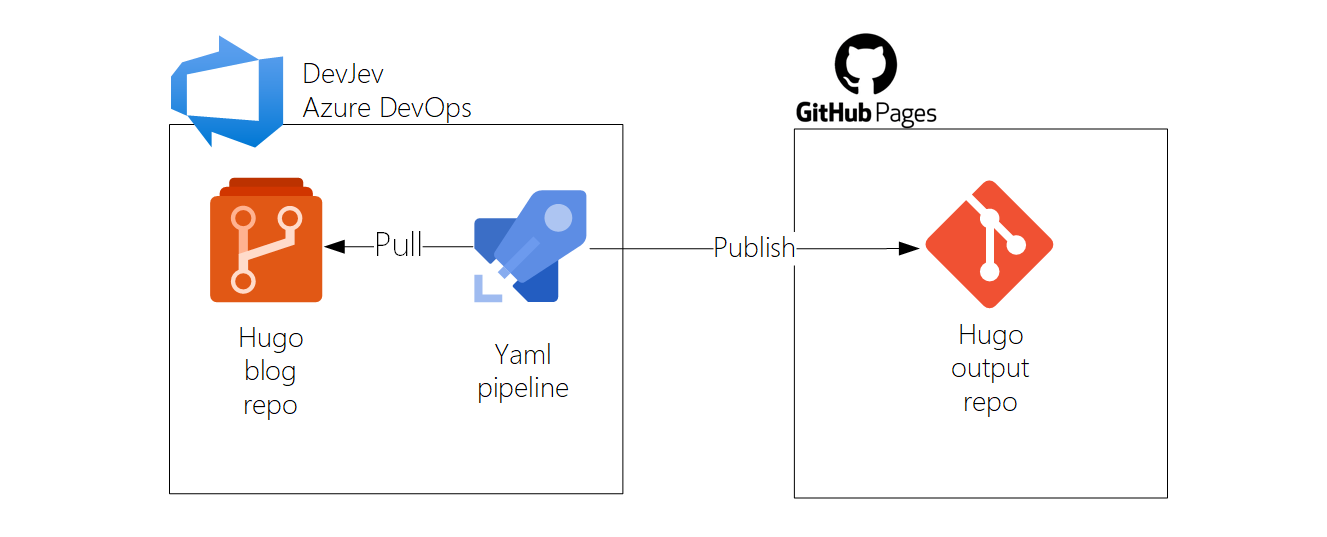 DevJev
Azure DevOps
GitHub Pages
Pull
Publish
Hugo
blog
repo
Yaml
pipeline
Hugo
output
repo